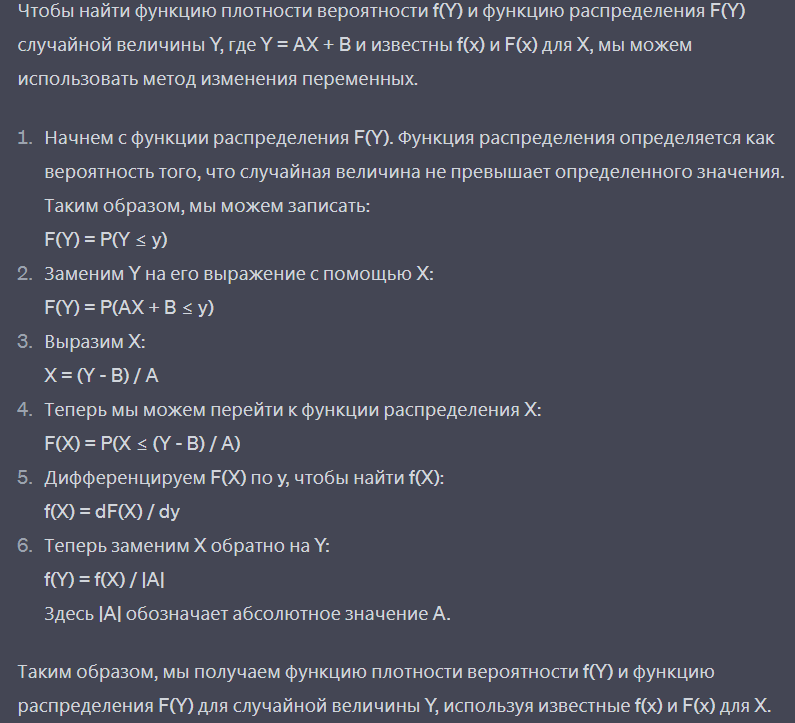 Чтобы найти функцию плотности вероятности f(Y) и функцию распределения F(Y)
случайной величины Y, где Y = AX + B и известны f(x) и F(x) для X, мы можем
использовать метод изменения переменных.
1. Начнем с функции распределения F(Y). Функция распределения определяется как
вероятность того, что случайная величина не превышает определенного значения.
Таким образом, мы можем записать:
F(Y) = P(Y ≤ y)
2. Заменим Y на его выражение с помощью X:
F(Y) = P(AX + B ≤ y)
3. Выразим X:
X = (Y - B) / A
4. Теперь мы можем перейти к функции распределения X:
F(X) = P(X ≤ (Y - B) / A)
5. Дифференцируем F(X) по y, чтобы найти f(X):
f(X) = dF(X) / dy
6. Теперь заменим X обратно на Y:
f(Y) = f(X) / |A|
Здесь |A| обозначает абсолютное значение A.
Таким образом, мы получаем функцию плотности вероятности f(Y) и функцию
распределения F(Y) для случайной величины Y, используя известные f(x) и F(x) для X.